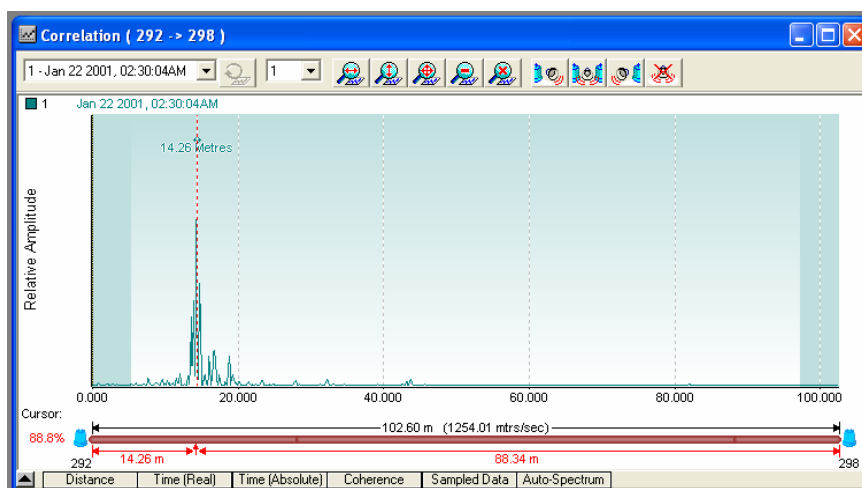 Correlation ( 292 -> 298 )
1 - Jan 22 2001, 02:30:04AM 1
1 Jan 22 2001, 02:30:04AM
14.26 Metres
Relative Amplitude
0.000 20.000 40.000 60.000 80.000 100.000
Cursor:
102.60 m (1254.01 mtrs/sec)
88.8%
14.26 m 88.34 m
292 298
Distance Time (Real) Time (Absolute) Coherence Sampled Data Auto-Spectrum